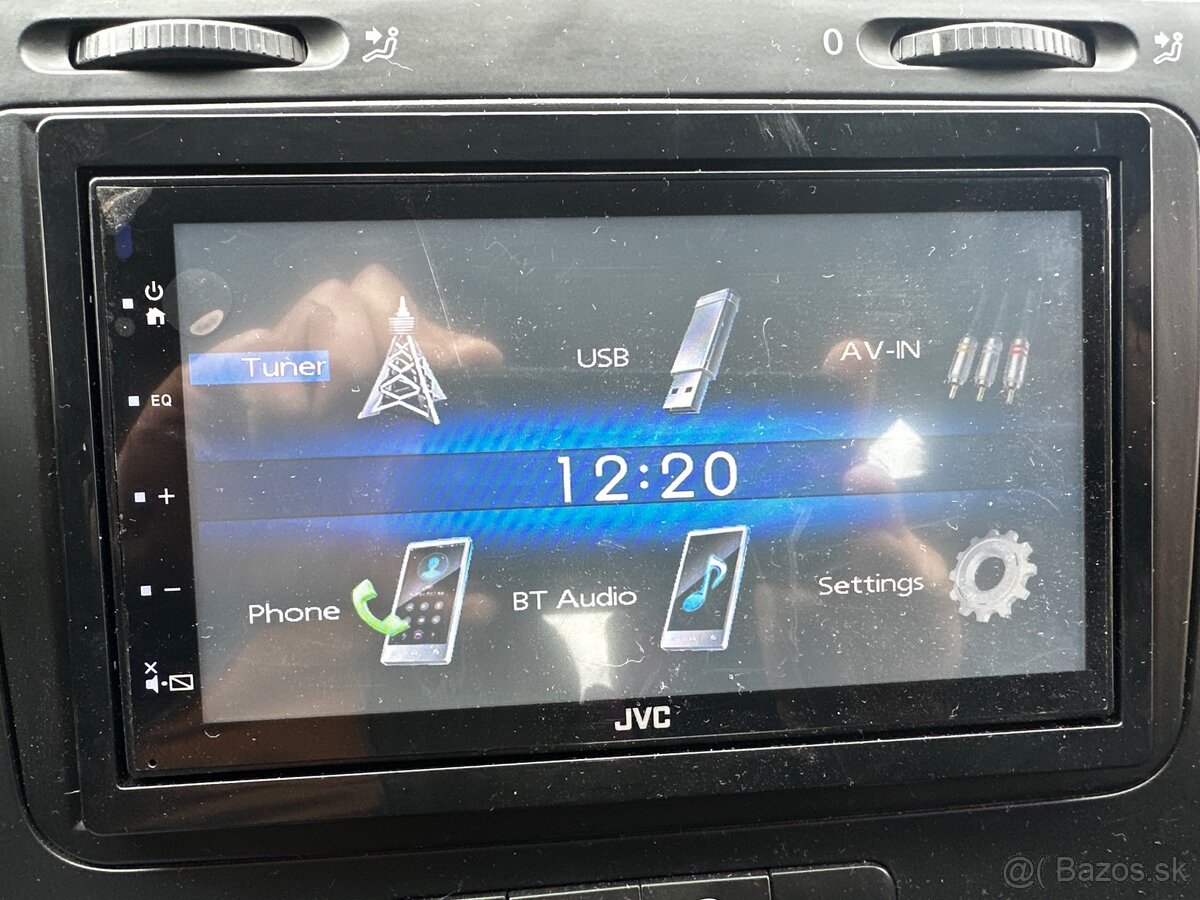 0
Tuner
USB
AV-IN
EQ
12:20
+
−
Phone
BT Audio
Settings
JVC
@( Bazos.sk